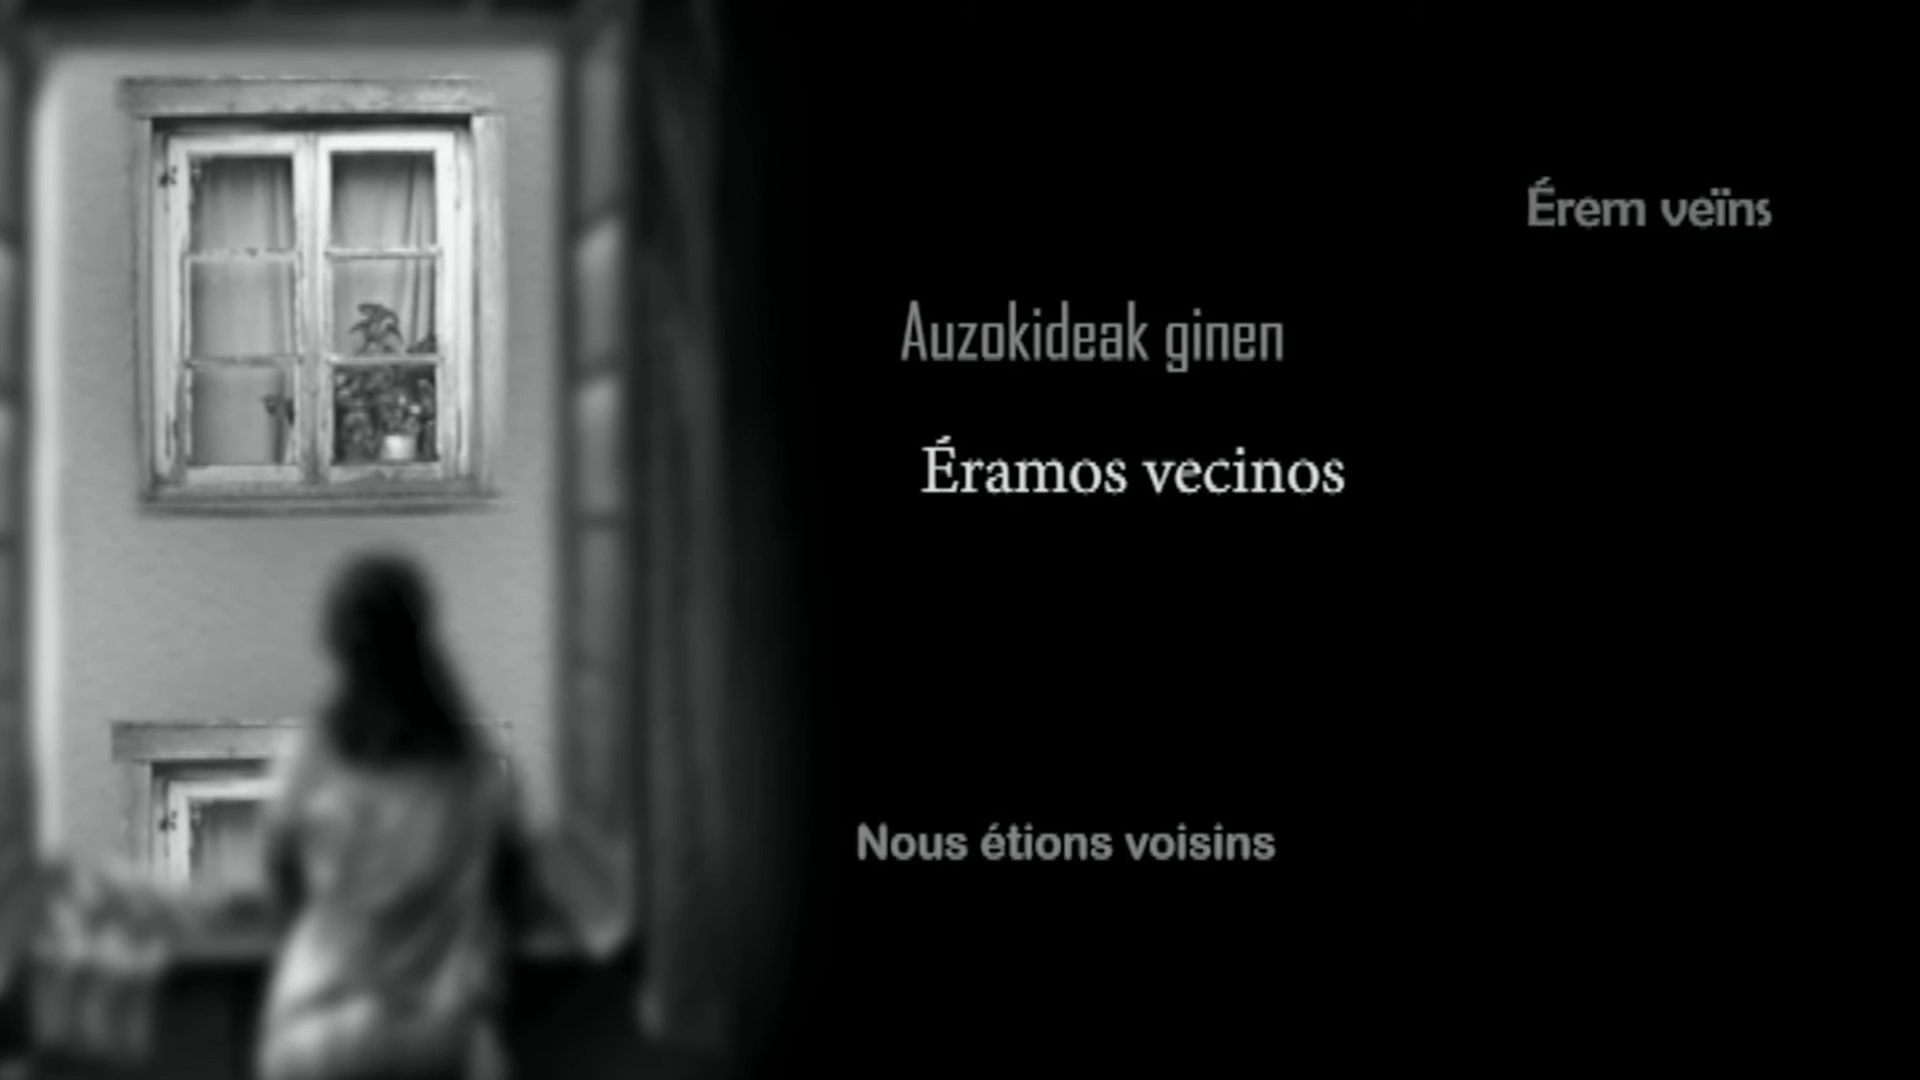 Érem veïns
Auzokideak ginen
Éramos vecinos
Nous étions voisins